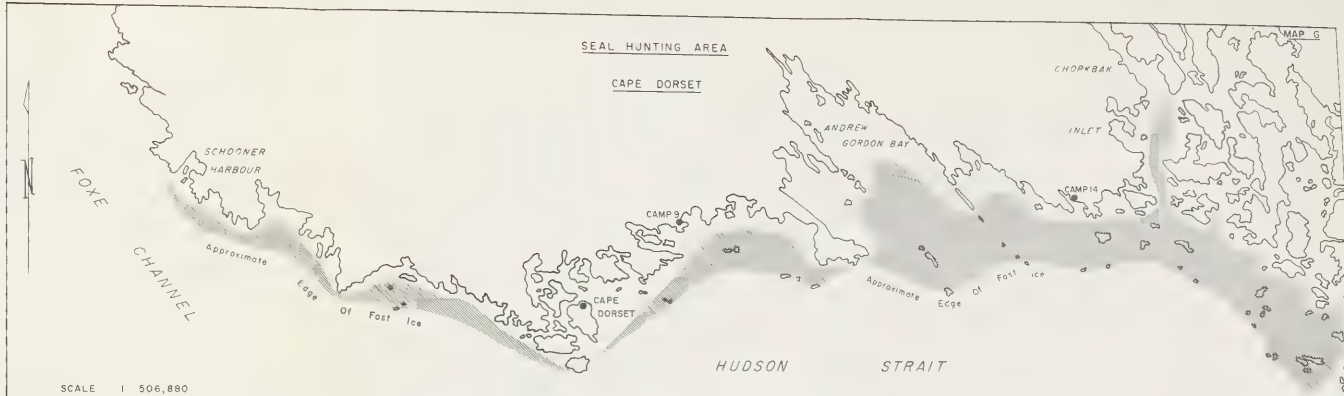 SEAL HUNTING AREA
CAPE DORSET
MAP G
CHORKBAK
INLET
ANDREW
GORDON BAY
SCHOONER
HARBOUR
N
FOXE
CHANNEL
CAMP 14
CAMP 9
CAPE
DORSET
Approximate Edge Of Fast Ice
Approximate Edge Of Fast Ice
HUDSON STRAIT
SCALE 1 506,880